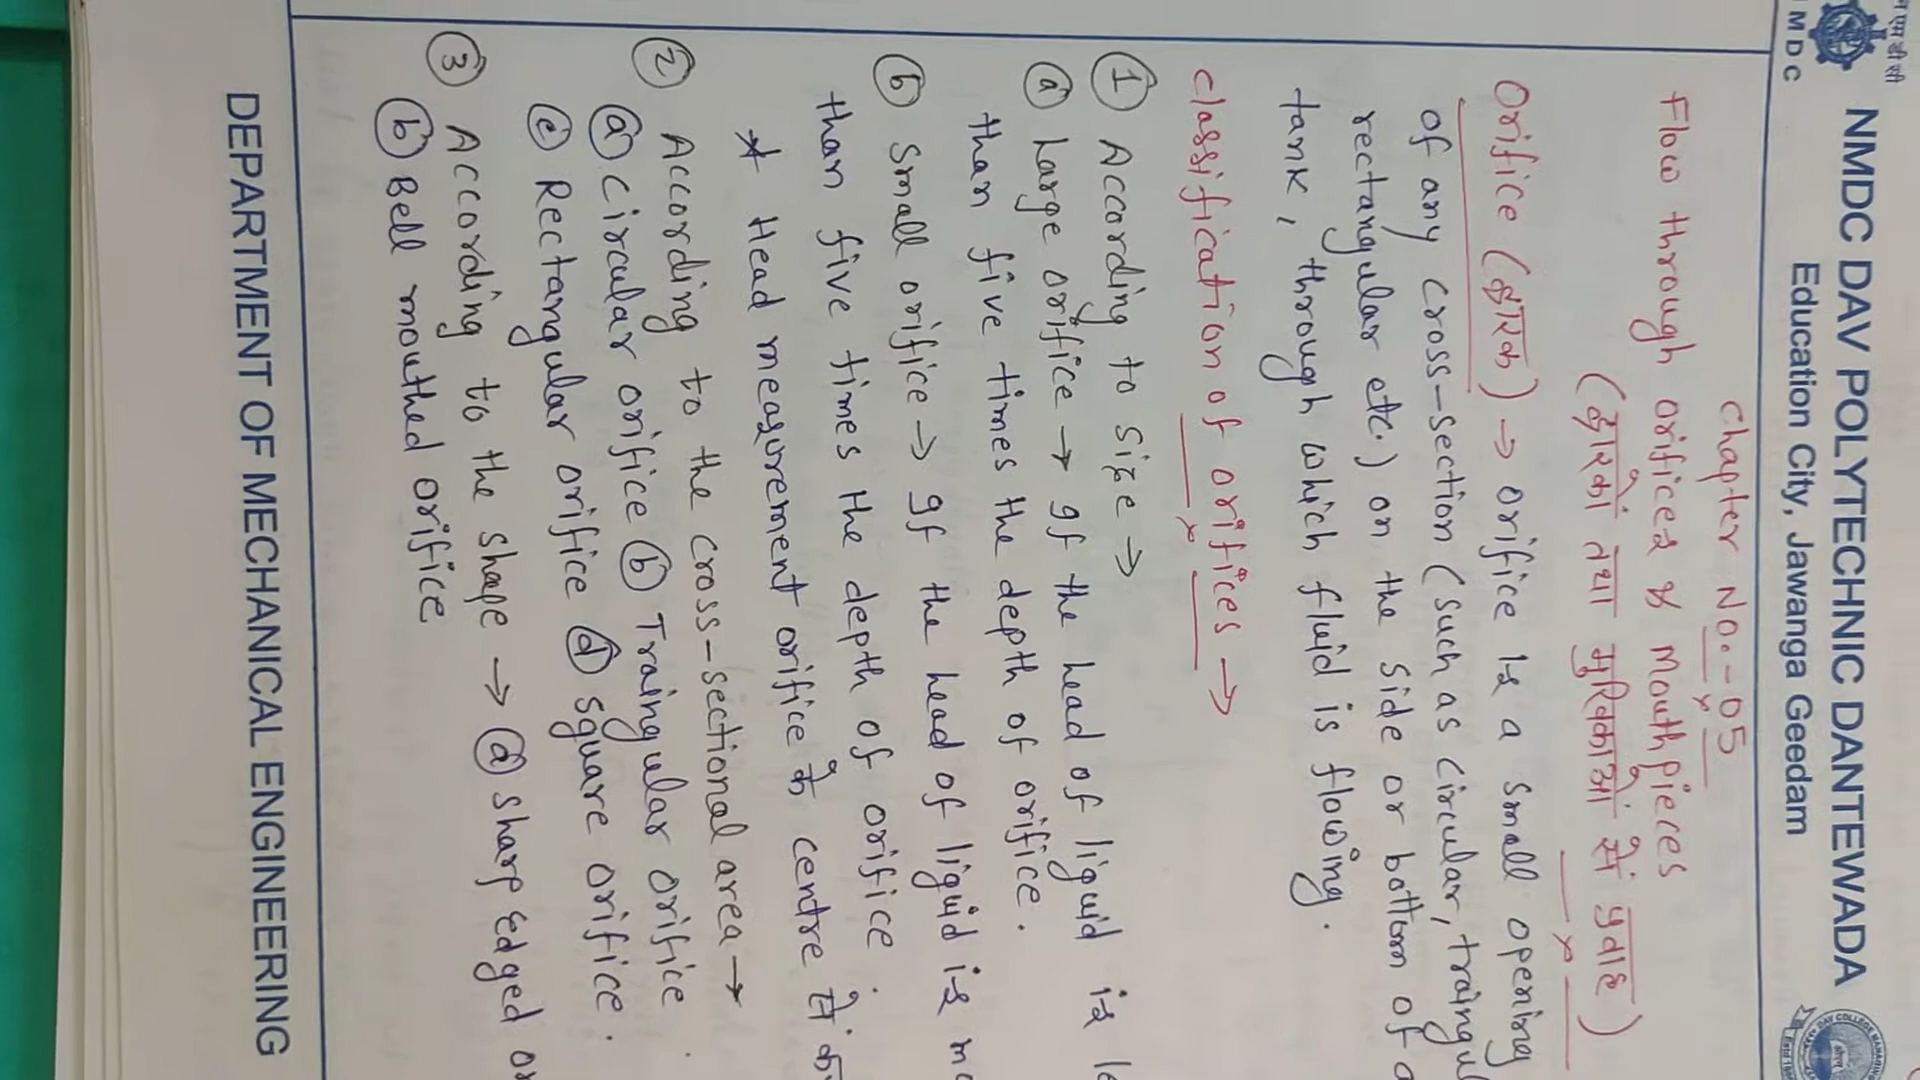 एन एम डी सी
NMDC
NMDC DAV POLYTECHNIC DANTEWADA
Education City, Jawanga Geedam
Chapter No.-05
Flow through orifices & Mouthpieces
(द्वारकों तथा मुखिकाओं से प्रवाह)
Orifice (द्वारक) → orifice is a small opening
of any cross-section (such as circular, traingul
rectangular etc.) on the side or bottom of a
tank, through which fluid is flowing.
classification of orifices →
① According to size →
ⓐ Large orifice → If the head of liquid is le
than five times the depth of orifice.
ⓑ Small orifice → If the head of liquid is mo
than five times the depth of orifice.
* Head measurement orifice के centre से
② According to the cross-sectional area →
ⓐ circular orifice ⓑ Traingular orifice
ⓒ Rectangular orifice ⓓ square orifice.
③ According to the shape → ⓐ sharp edged or
ⓑ Bell mouthed orifice
DEPARTMENT OF MECHANICAL ENGINEERING